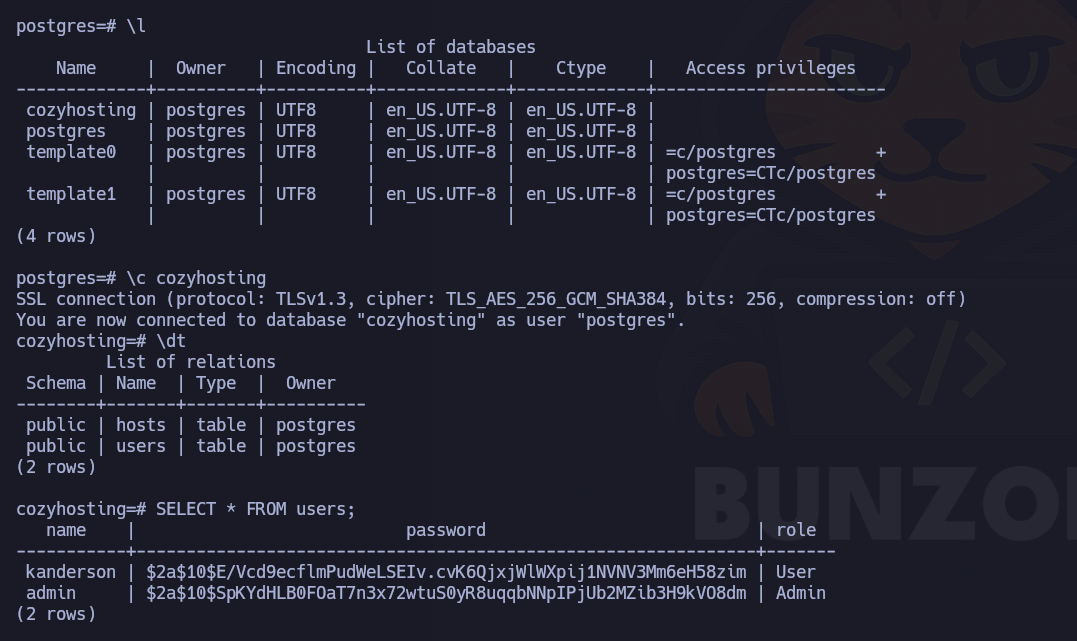 postgres=# \l
                                   List of databases
    Name     |  Owner   | Encoding |   Collate   |    Ctype    |   Access privileges
-------------+----------+----------+-------------+-------------+-----------------------
 cozyhosting | postgres | UTF8     | en_US.UTF-8 | en_US.UTF-8 |
 postgres    | postgres | UTF8     | en_US.UTF-8 | en_US.UTF-8 |
 template0   | postgres | UTF8     | en_US.UTF-8 | en_US.UTF-8 | =c/postgres          +
             |          |          |             |             | postgres=CTc/postgres
 template1   | postgres | UTF8     | en_US.UTF-8 | en_US.UTF-8 | =c/postgres          +
             |          |          |             |             | postgres=CTc/postgres
(4 rows)

postgres=# \c cozyhosting
SSL connection (protocol: TLSv1.3, cipher: TLS_AES_256_GCM_SHA384, bits: 256, compression: off)
You are now connected to database "cozyhosting" as user "postgres".
cozyhosting=# \dt
         List of relations
 Schema | Name  | Type  |  Owner
--------+-------+-------+----------
 public | hosts | table | postgres
 public | users | table | postgres
(2 rows)

</>
BUNZO
cozyhosting=# SELECT * FROM users;
   name    |                           password                           | role
-----------+--------------------------------------------------------------+-------
 kanderson | $2a$10$E/Vcd9ecflmPudWeLSEIv.cvK6QjxjWlWXpij1NVNV3Mm6eH58zim | User
 admin     | $2a$10$SpKYdHLB0FOaT7n3x72wtuS0yR8uqqbNNpIPjUb2MZib3H9kVO8dm | Admin
(2 rows)